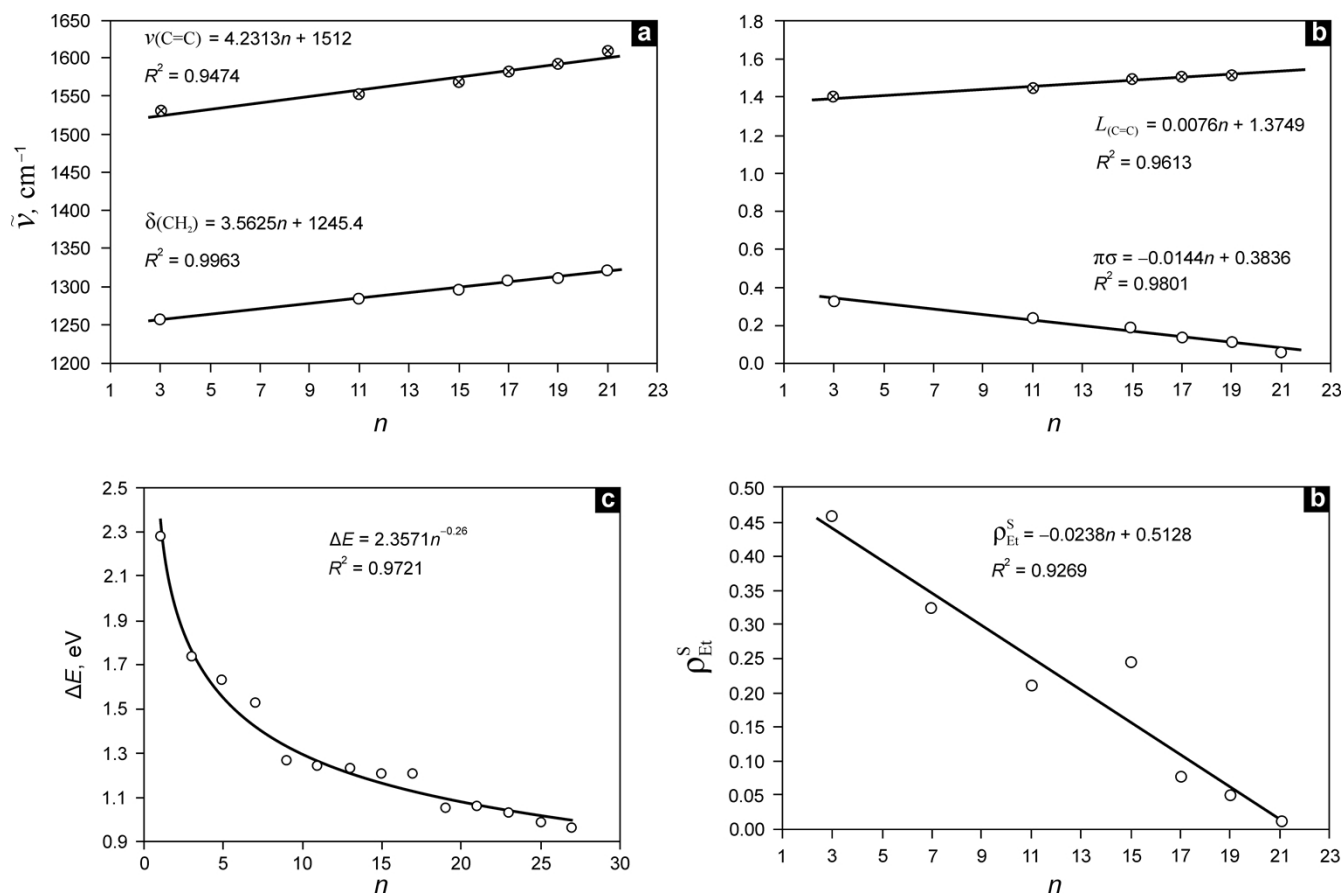 a
ν(C=C) = 4.2313n + 1512
R² = 0.9474
δ(CH₂) = 3.5625n + 1245.4
R² = 0.9963
ν̃, cm⁻¹
1650
1600
1550
1500
1450
1400
1350
1300
1250
1200
1 3 5 7 9 11 13 15 17 19 21 23
n
b
L(C=C) = 0.0076n + 1.3749
R² = 0.9613
πσ = −0.0144n + 0.3836
R² = 0.9801
1.8
1.6
1.4
1.2
1.0
0.8
0.6
0.4
0.2
0.0
1 3 5 7 9 11 13 15 17 19 21 23
n
c
ΔE = 2.3571n⁻⁰·²⁶
R² = 0.9721
ΔE, eV
2.5
2.3
2.1
1.9
1.7
1.5
1.3
1.1
0.9
0 5 10 15 20 25 30
n
b
ρ^S_Et = −0.0238n + 0.5128
R² = 0.9269
ρ^S_Et
0.50
0.45
0.40
0.35
0.30
0.25
0.20
0.15
0.10
0.05
0.00
1 3 5 7 9 11 13 15 17 19 21 23
n